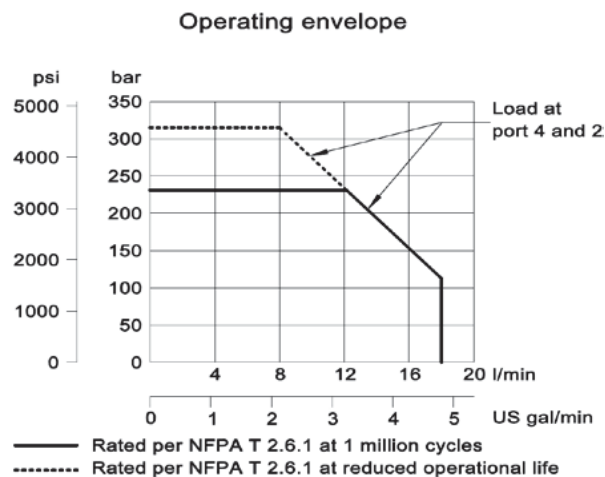 Operating envelope
psi bar
5000 350
300
4000
250
3000 200
150
2000
100
1000
50
0 0
Load at
port 4 and 2
4 8 12 16 20 l/min
0 1 2 3 4 5 US gal/min
Rated per NFPA T 2.6.1 at 1 million cycles
Rated per NFPA T 2.6.1 at reduced operational life